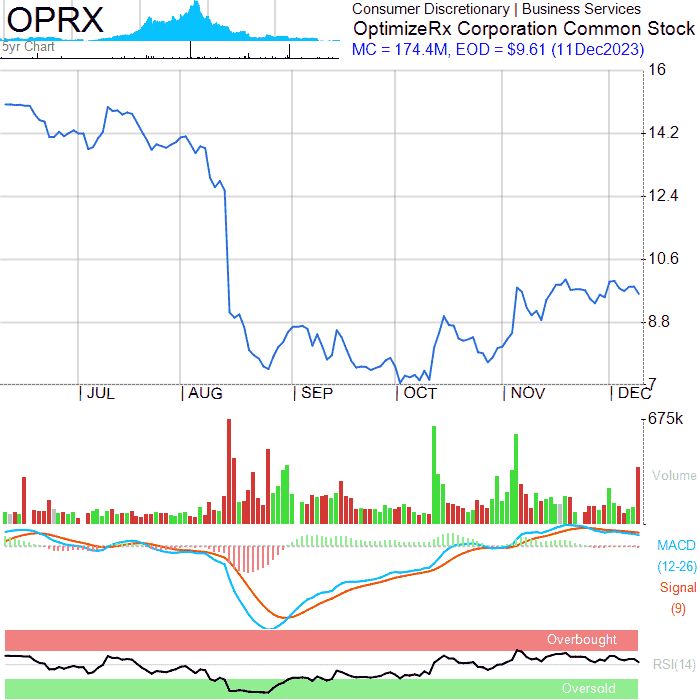 OPRX
5yr Chart
Consumer Discretionary | Business Services
OptimizeRx Corporation Common Stock
MC = 174.4M, EOD = $9.61 (11Dec2023)
16
14.2
12.4
10.6
8.8
7
JUL
AUG
SEP
OCT
NOV
DEC
675k
Volume
MACD
(12-26)
Signal
(9)
Overbought
RSI(14)
Oversold